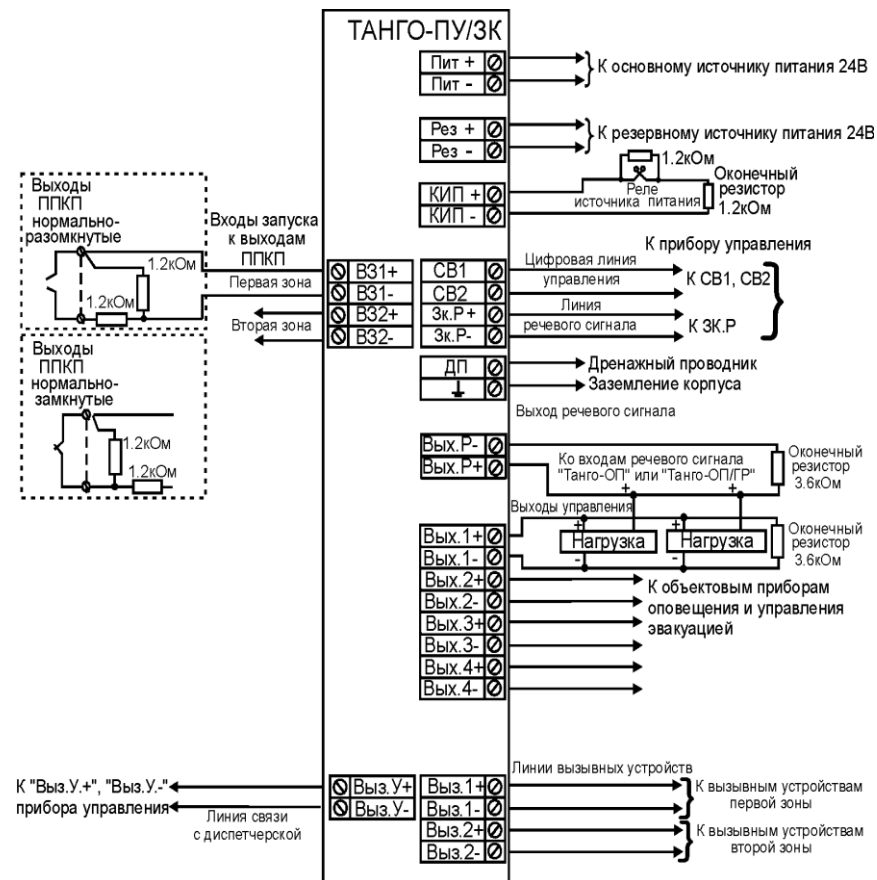 ТАНГО-ПУ/ЗК
Пит +
Пит -
К основному источнику питания 24В
Рез +
Рез -
К резервному источнику питания 24В
КИП +
КИП -
1.2кОм
Реле
источника питания
Оконечный
резистор
1.2кОм
Выходы
ППКП
нормально-
разомкнутые
1.2кОм
1.2кОм
Входы запуска
к выходам
ППКП
Первая зона
Вторая зона
ВЗ1+
ВЗ1-
ВЗ2+
ВЗ2-
СВ1
СВ2
Зк.Р+
Зк.Р-
Цифровая линия
управления
Линия
речевого сигнала
К прибору управления
К СВ1, СВ2
К ЗК.Р
Выходы
ППКП
нормально-
замкнутые
1.2кОм
1.2кОм
ДП
Дренажный проводник
Заземление корпуса
Выход речевого сигнала
Вых.Р-
Вых.Р+
Ко входам речевого сигнала
"Танго-ОП" или "Танго-ОП/ГР"
+ +
Оконечный
резистор
3.6кОм
Выходы управления
Вых.1+
Вых.1-
Вых.2+
Вых.2-
Вых.3+
Вых.3-
Вых.4+
Вых.4-
+ +
Нагрузка Нагрузка
- -
Оконечный
резистор
3.6кОм
К объектовым приборам
оповещения и управления
эвакуацией
К "Выз.У.+", "Выз.У.-"
прибора управления
Линия связи
с диспетчерской
Выз.У+
Выз.У-
Выз.1+
Выз.1-
Выз.2+
Выз.2-
Линии вызывных устройств
К вызывным устройствам
первой зоны
К вызывным устройствам
второй зоны